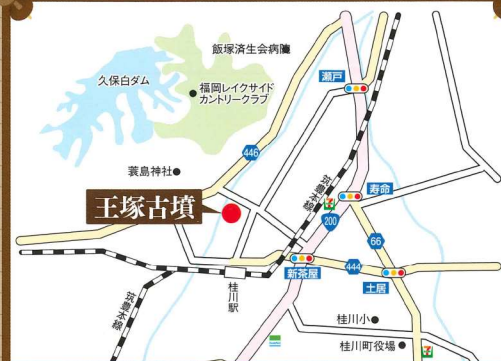 飯塚済生会病院
久保白ダム
福岡レイクサイド
カントリークラブ
瀬戸
446
蓑島神社
王塚古墳
筑豊本線
寿命
200
66
新茶屋
444
土居
桂川駅
筑豊本線
桂川小
桂川町役場
7
7